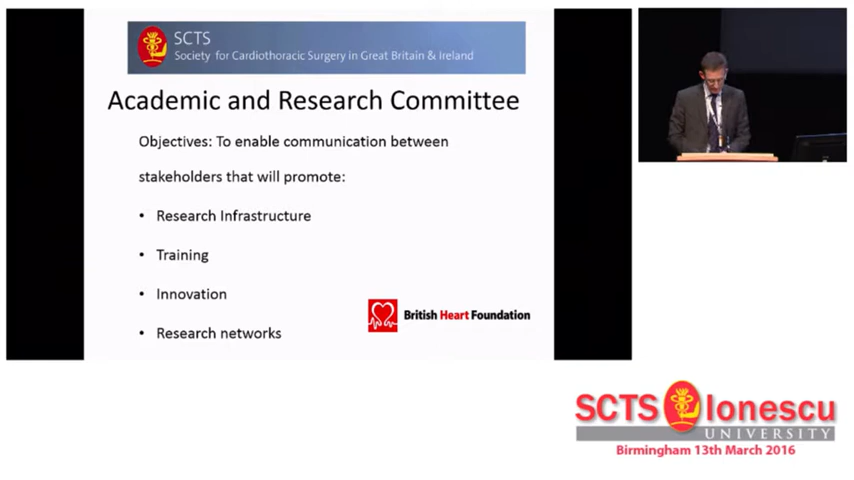 SCTS
Society for Cardiothoracic Surgery in Great Britain & Ireland
Academic and Research Committee
Objectives: To enable communication between
stakeholders that will promote:
• Research Infrastructure
• Training
• Innovation
• Research networks
British Heart Foundation
SCTS Ionescu
UNIVERSITY
Birmingham 13th March 2016